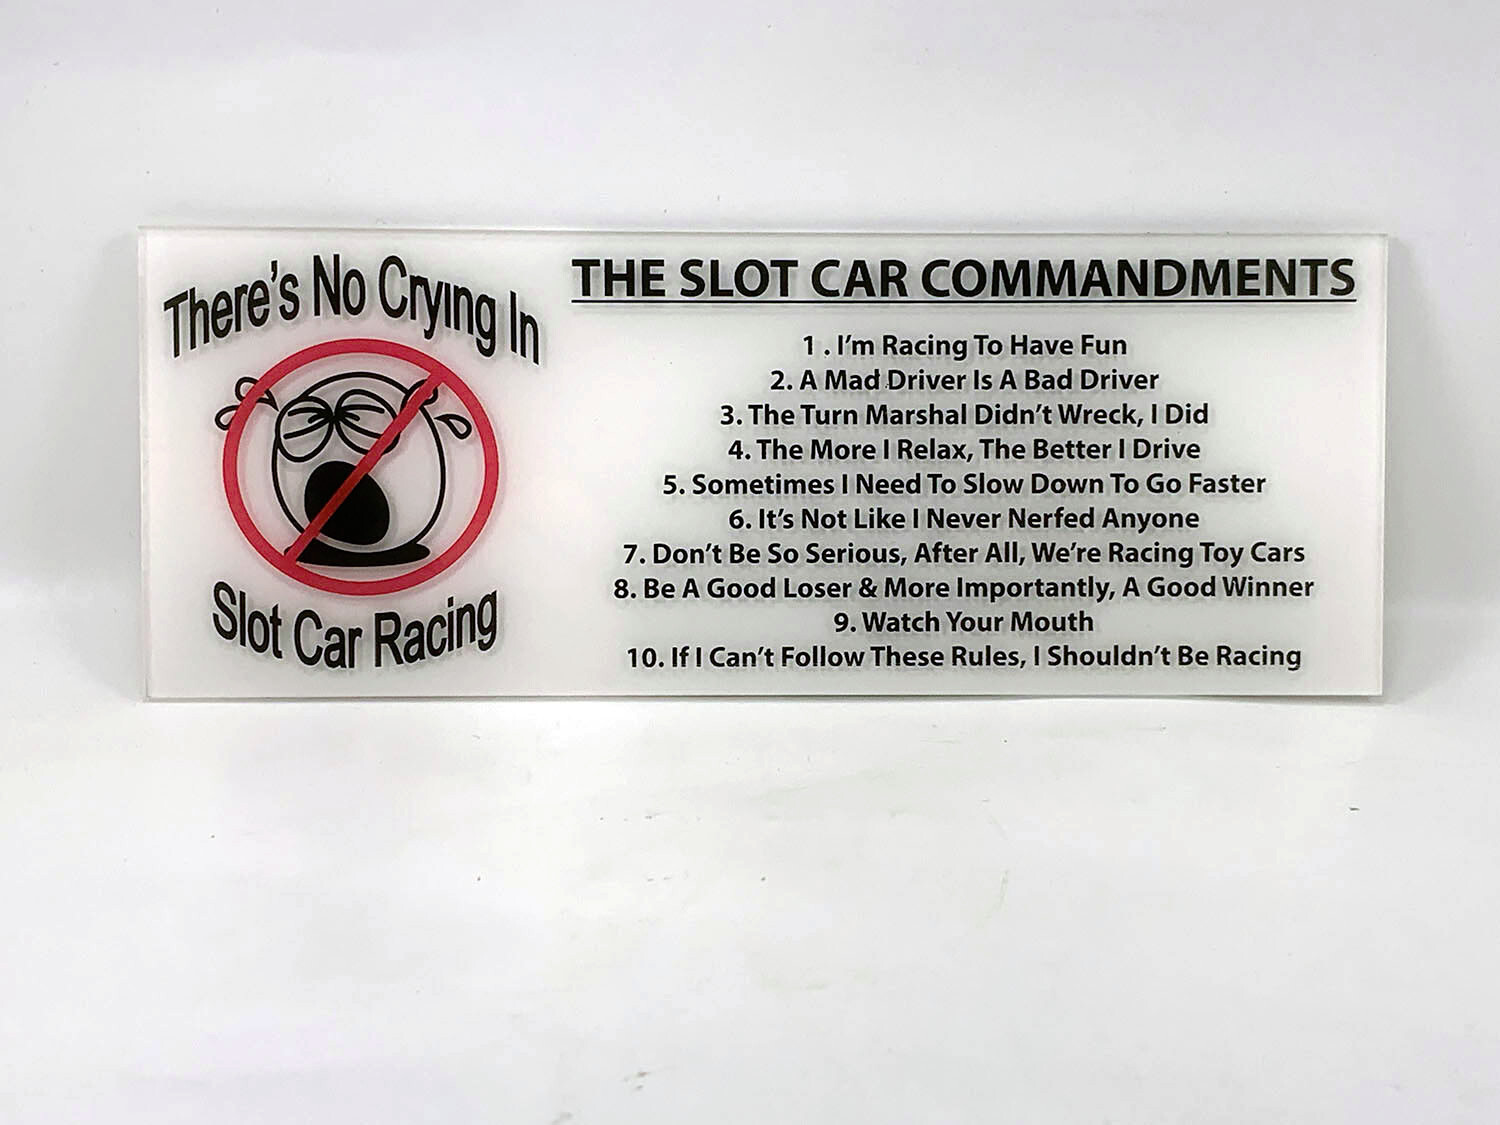 There's No Crying In
Slot Car Racing
THE SLOT CAR COMMANDMENTS
1 . I'm Racing To Have Fun
2. A Mad Driver Is A Bad Driver
3. The Turn Marshal Didn't Wreck, I Did
4. The More I Relax, The Better I Drive
5. Sometimes I Need To Slow Down To Go Faster
6. It's Not Like I Never Nerfed Anyone
7. Don't Be So Serious, After All, We're Racing Toy Cars
8. Be A Good Loser & More Importantly, A Good Winner
9. Watch Your Mouth
10. If I Can't Follow These Rules, I Shouldn't Be Racing